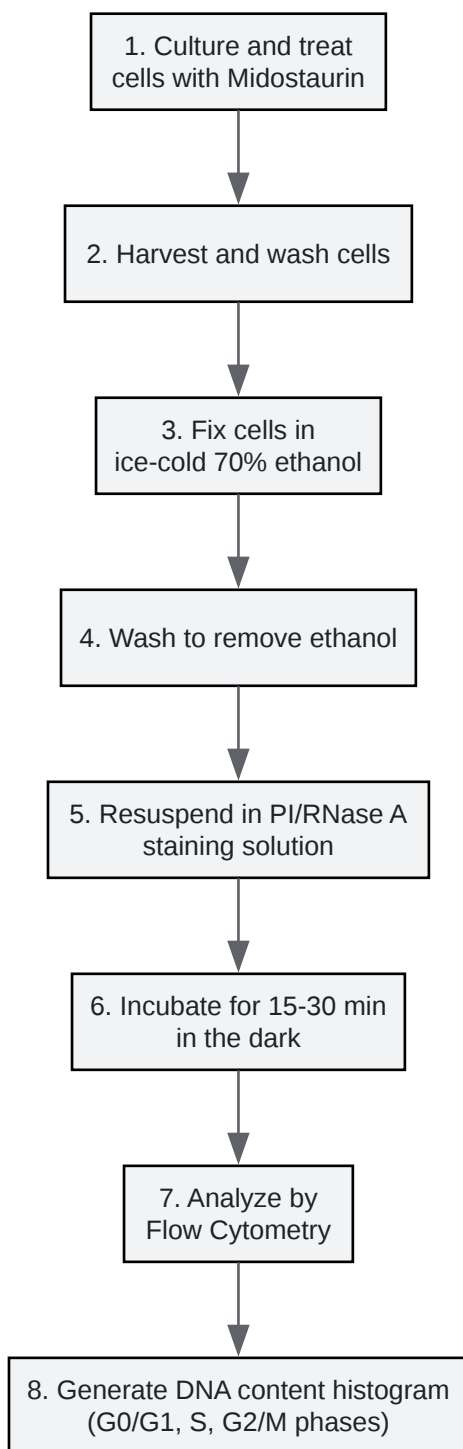 1. Culture and treat
cells with Midostaurin
2. Harvest and wash cells
3. Fix cells in
ice-cold 70% ethanol
4. Wash to remove ethanol
5. Resuspend in PI/RNase A
staining solution
6. Incubate for 15-30 min
in the dark
7. Analyze by
Flow Cytometry
8. Generate DNA content histogram
(G0/G1, S, G2/M phases)